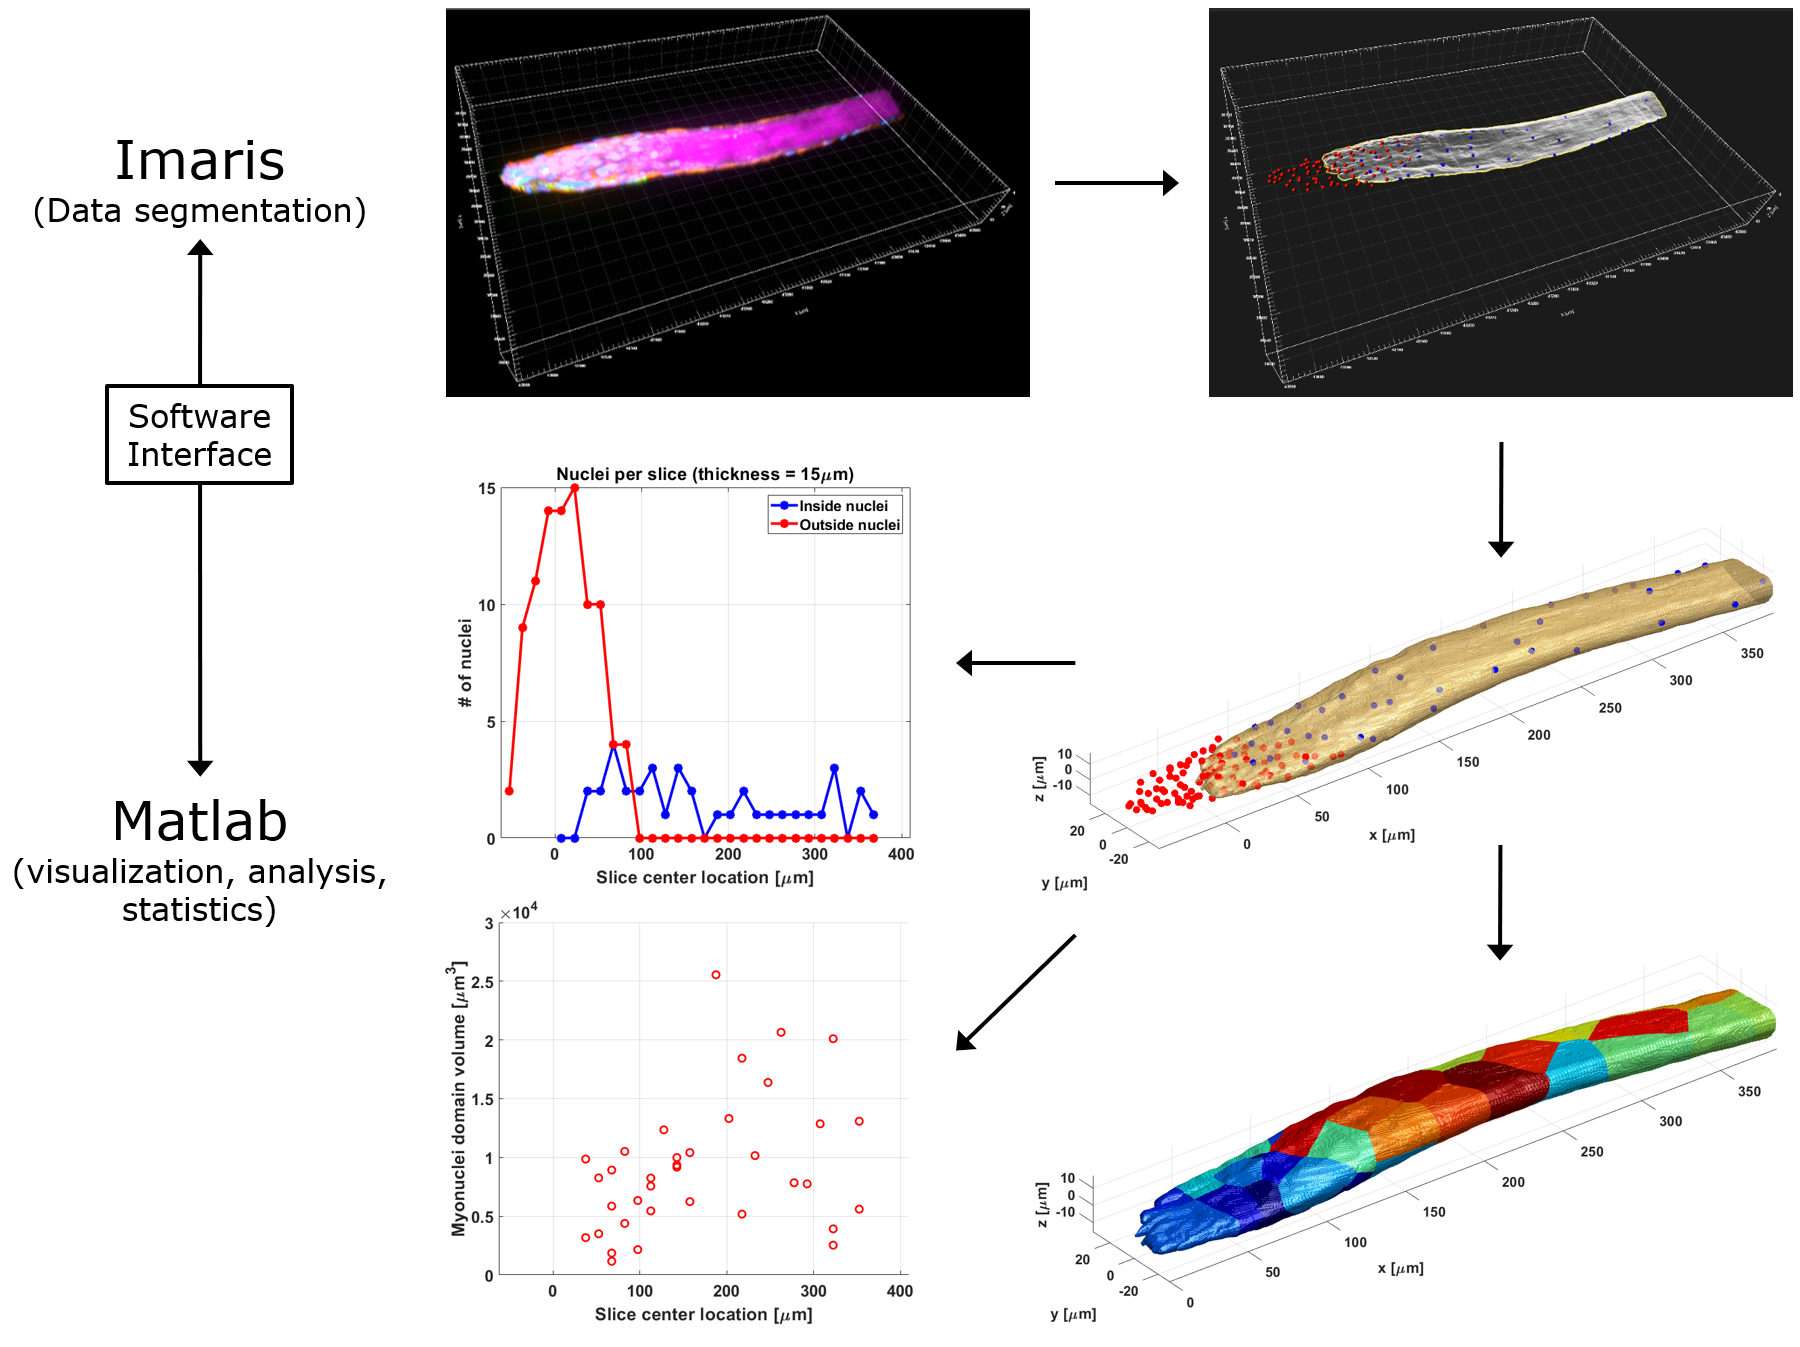 Imaris
(Data segmentation)
Software
Interface
Matlab
(visualization, analysis,
statistics)
Nuclei per slice (thickness = 15μm)
Inside nuclei
Outside nuclei
# of nuclei
15
10
5
0
0 100 200 300 400
Slice center location [μm]
z [μm]
10
0
-10
20
0
-20
y [μm]
0 50 100 150 200 250 300 350
x [μm]
×10⁴
Myonuclei domain volume [μm³]
3
2.5
2
1.5
1
0.5
0
0 100 200 300 400
Slice center location [μm]
z [μm]
10
0
-10
20
0
-20
y [μm]
0 50 100 150 200 250 300 350
x [μm]